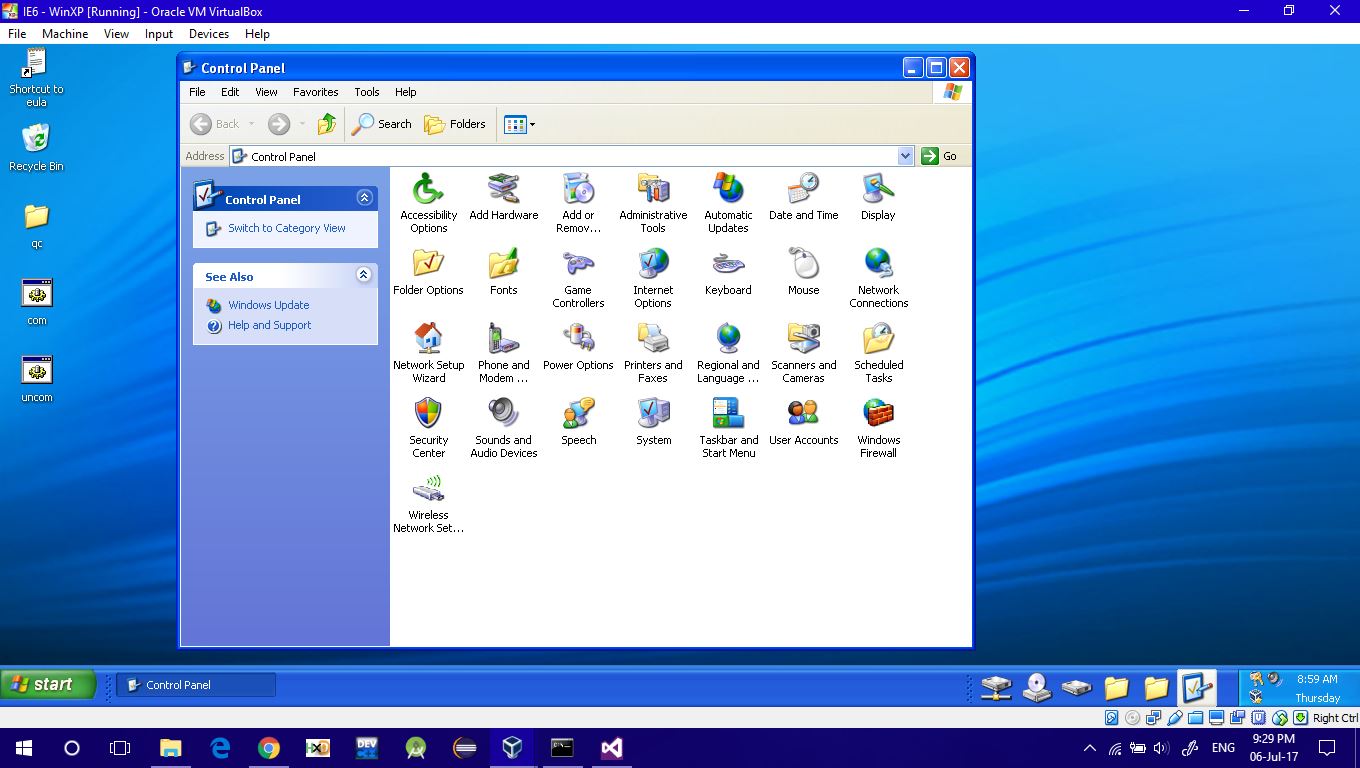 IE6 - WinXP [Running] - Oracle VM VirtualBox
File Machine View Input Devices Help
Shortcut to
eula
Recycle Bin
qc
com
uncom
Control Panel
File Edit View Favorites Tools Help
Back Search Folders
Address Control Panel Go
Control Panel
Switch to Category View
See Also
Windows Update
Help and Support
Accessibility
Options
Add Hardware
Add or
Remov...
Administrative
Tools
Automatic
Updates
Date and Time
Display
Folder Options
Fonts
Game
Controllers
Internet
Options
Keyboard
Mouse
Network
Connections
Network Setup
Wizard
Phone and
Modem ...
Power Options
Printers and
Faxes
Regional and
Language ...
Scanners and
Cameras
Scheduled
Tasks
Security
Center
Sounds and
Audio Devices
Speech
System
Taskbar and
Start Menu
User Accounts
Windows
Firewall
Wireless
Network Set...
start
Control Panel
8:59 AM
Thursday
Right Ctrl
DEV
ENG
9:29 PM
06-Jul-17